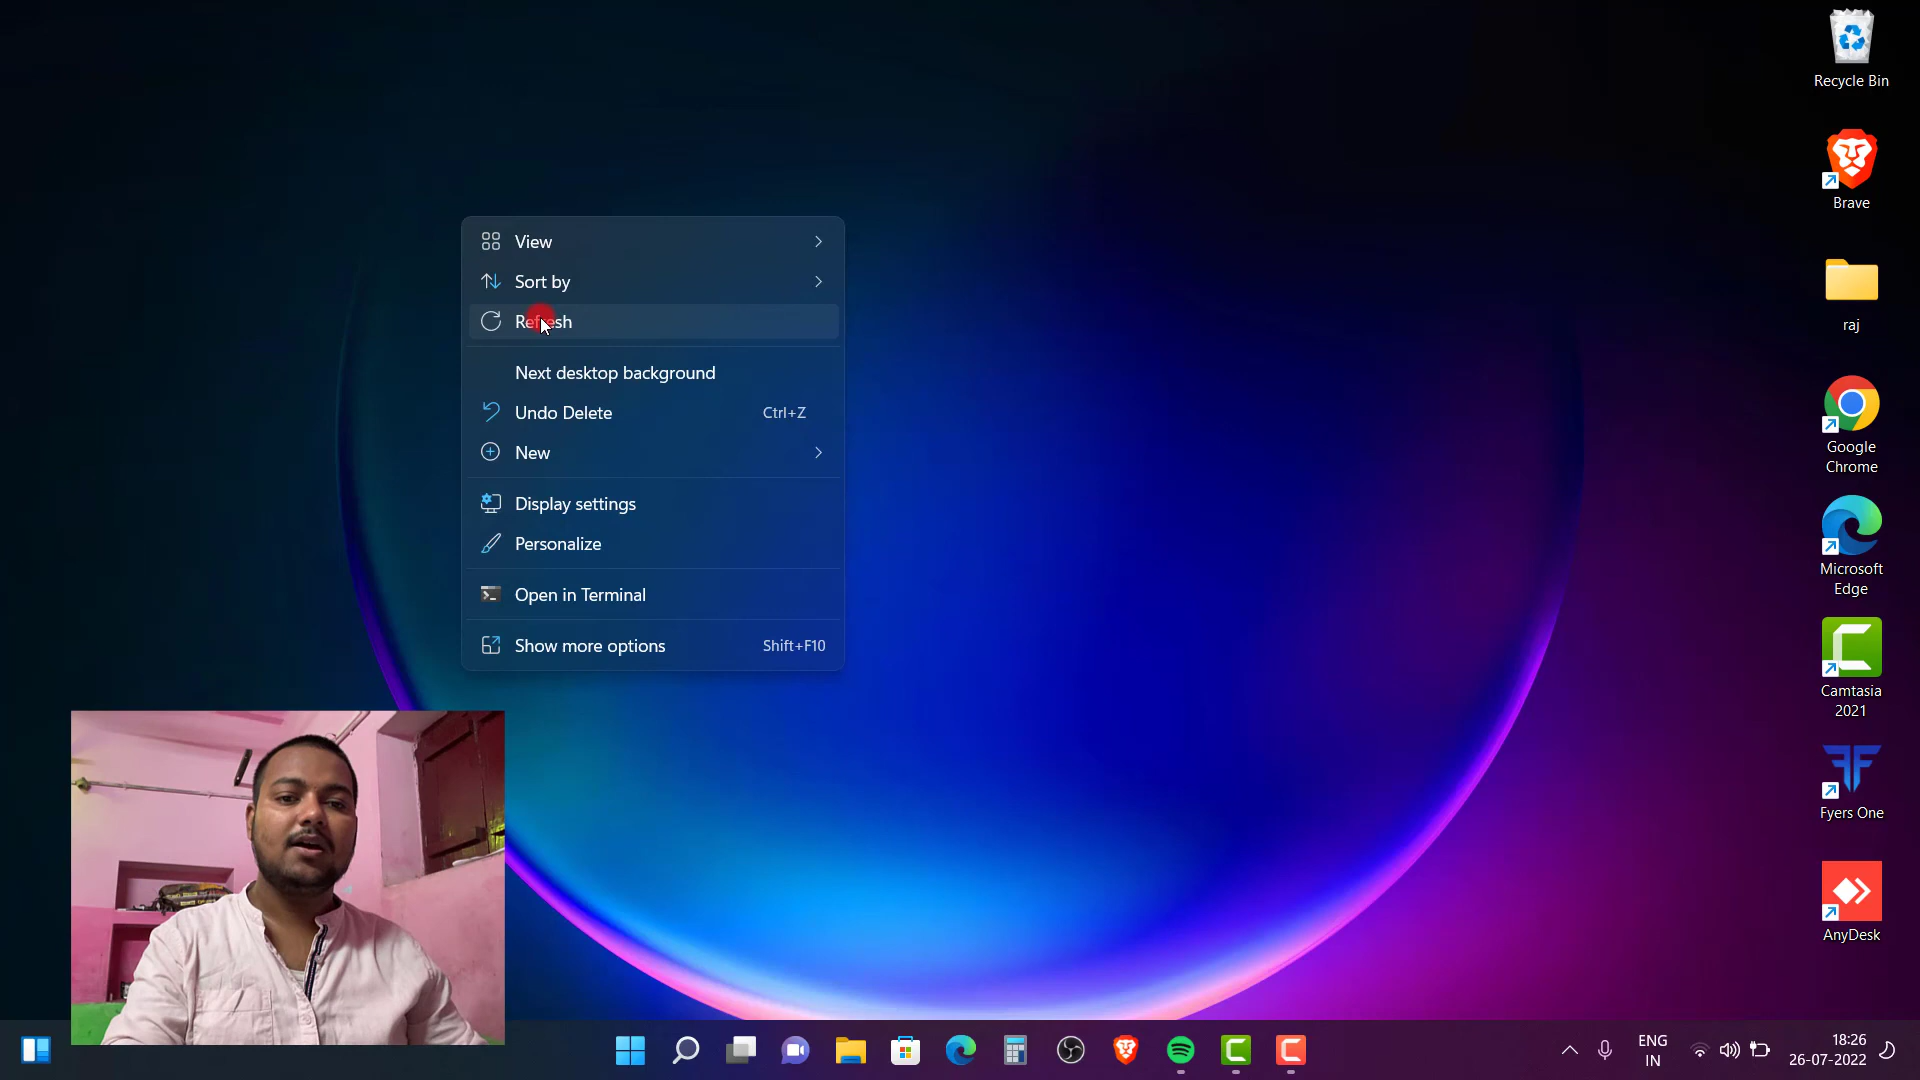 View
Sort by
Refresh
Next desktop background
Undo Delete Ctrl+Z
New
Display settings
Personalize
Open in Terminal
Show more options Shift+F10
Recycle Bin
Brave
raj
Google
Chrome
Microsoft
Edge
Camtasia
2021
Fyers One
AnyDesk
ENG
IN
18:26
26-07-2022